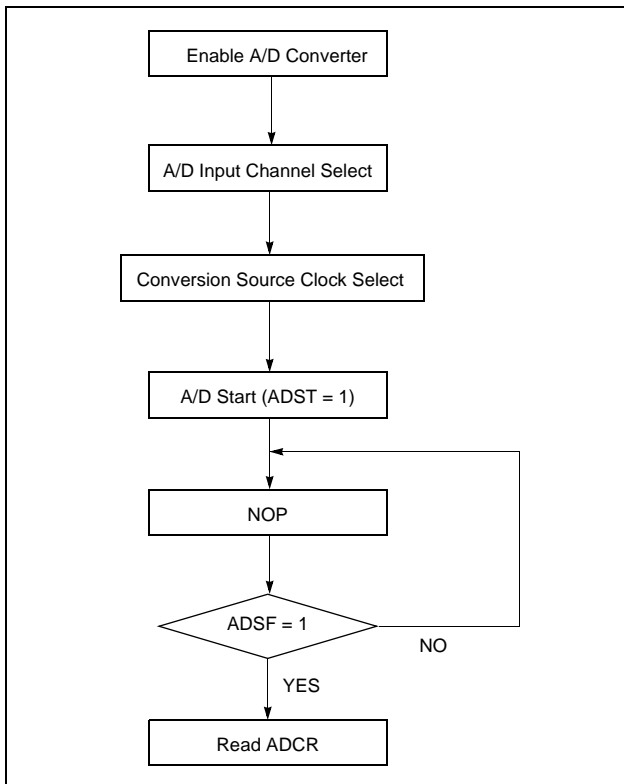 Enable A/D Converter
A/D Input Channel Select
Conversion Source Clock Select
A/D Start (ADST = 1)
NOP
ADSF = 1
NO
YES
Read ADCR